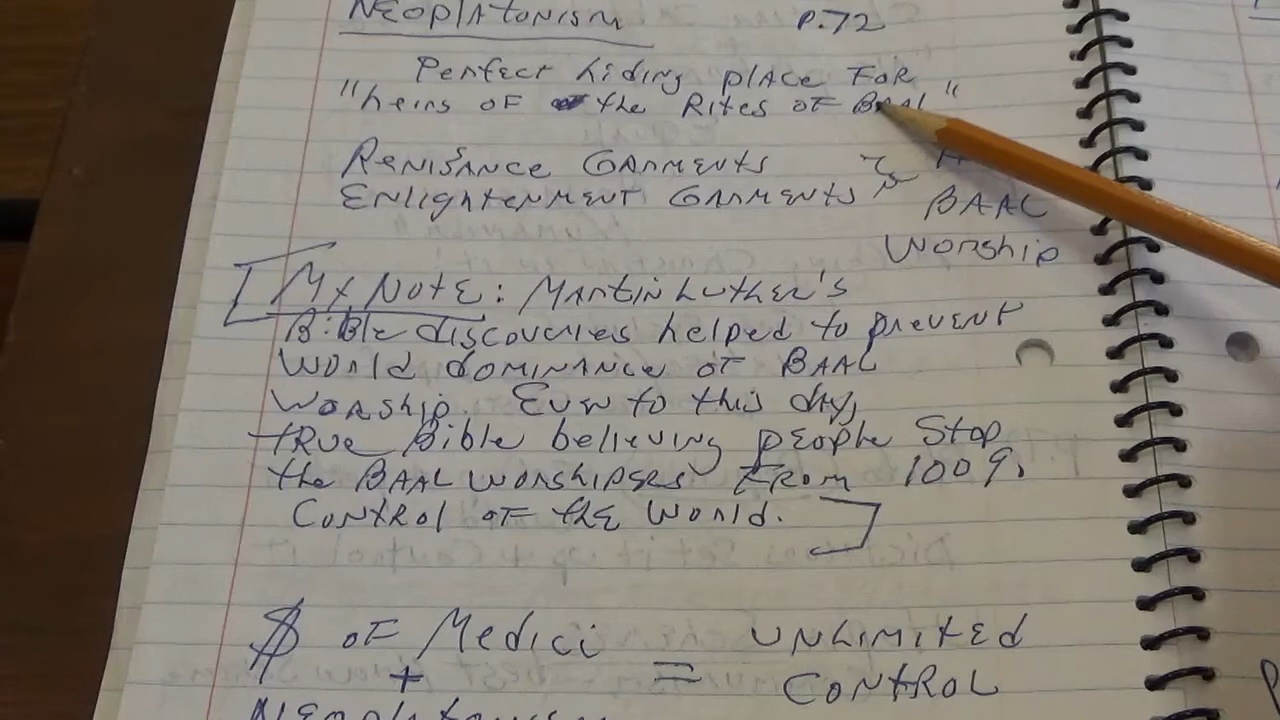 NEOPLATONISM P.72
Perfect hiding place FOR
"heirs OF the Rites OF BAAL"
RENISANCE GARMENTS
ENLIGHTENMENT GARMENTS BAAL
WORSHIP
[My NOTE: MARTIN LUTHER'S
BiBle discoveries helped to prevent
WORLD DOMINANCE OF BAAL
WORSHIP. EVEN to this day,
tRUE Bible believing pEOplE Stop
the BAAL WORSHIPERS FROM 100%
CONTROL OF thE WORLD.]
$ OF Medici = UNLIMITED
+ CONTROL
NEOPLATONISM